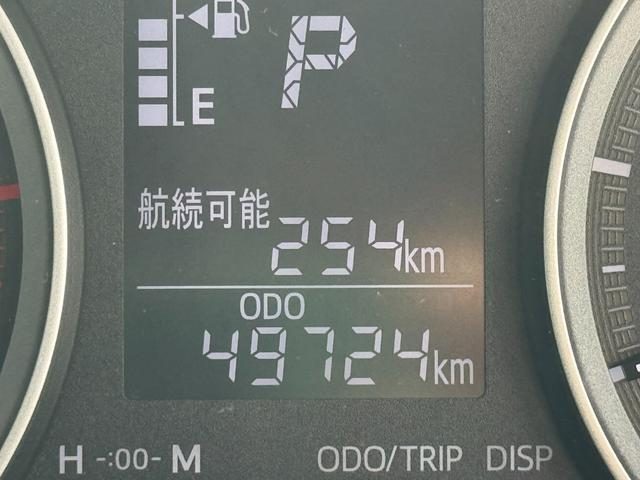 P
E
航続可能 254km
ODO
49724km
H -:00- M ODO/TRIP DISP